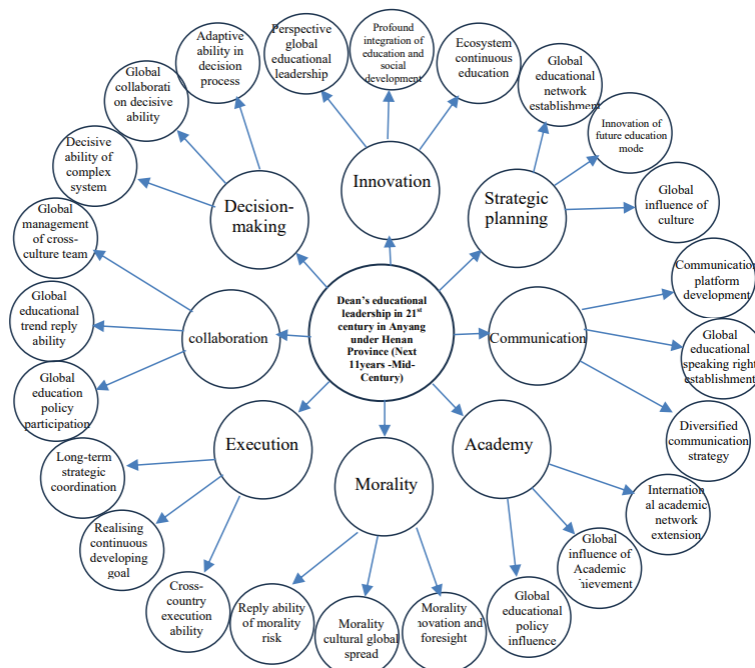 Adaptive
ability in
decision
process
Perspective
global
educational
leadership
Profound
integration of
education and
social
development
Ecosystem
continuous
education
Global
educational
network
establishment
Innovation of
future education
mode
Global
influence of
culture
Global
collaborati
on decisive
ability
Decisive
ability of
complex
system
Global
management
of cross-
culture team
Global
educational
trend reply
ability
Global
education
policy
participation
Long-term
strategic
coordination
Realising
continuous
developing
goal
Cross-
country
execution
ability
Reply ability
of morality
risk
Morality
cultural global
spread
Morality
novation and
foresight
Global
educational
policy
influence
Global
influence of
Academic
hievement
Internation
al academic
network
extension
Diversified
communication
strategy
Global
educational
speaking right
establishment
Communication
platform
development
Innovation
Strategic
planning
Decision-
making
collaboration
Communication
Execution
Morality
Academy
Dean's educational
leadership in 21st
century in Anyang
under Henan
Province (Next
11years -Mid-
Century)